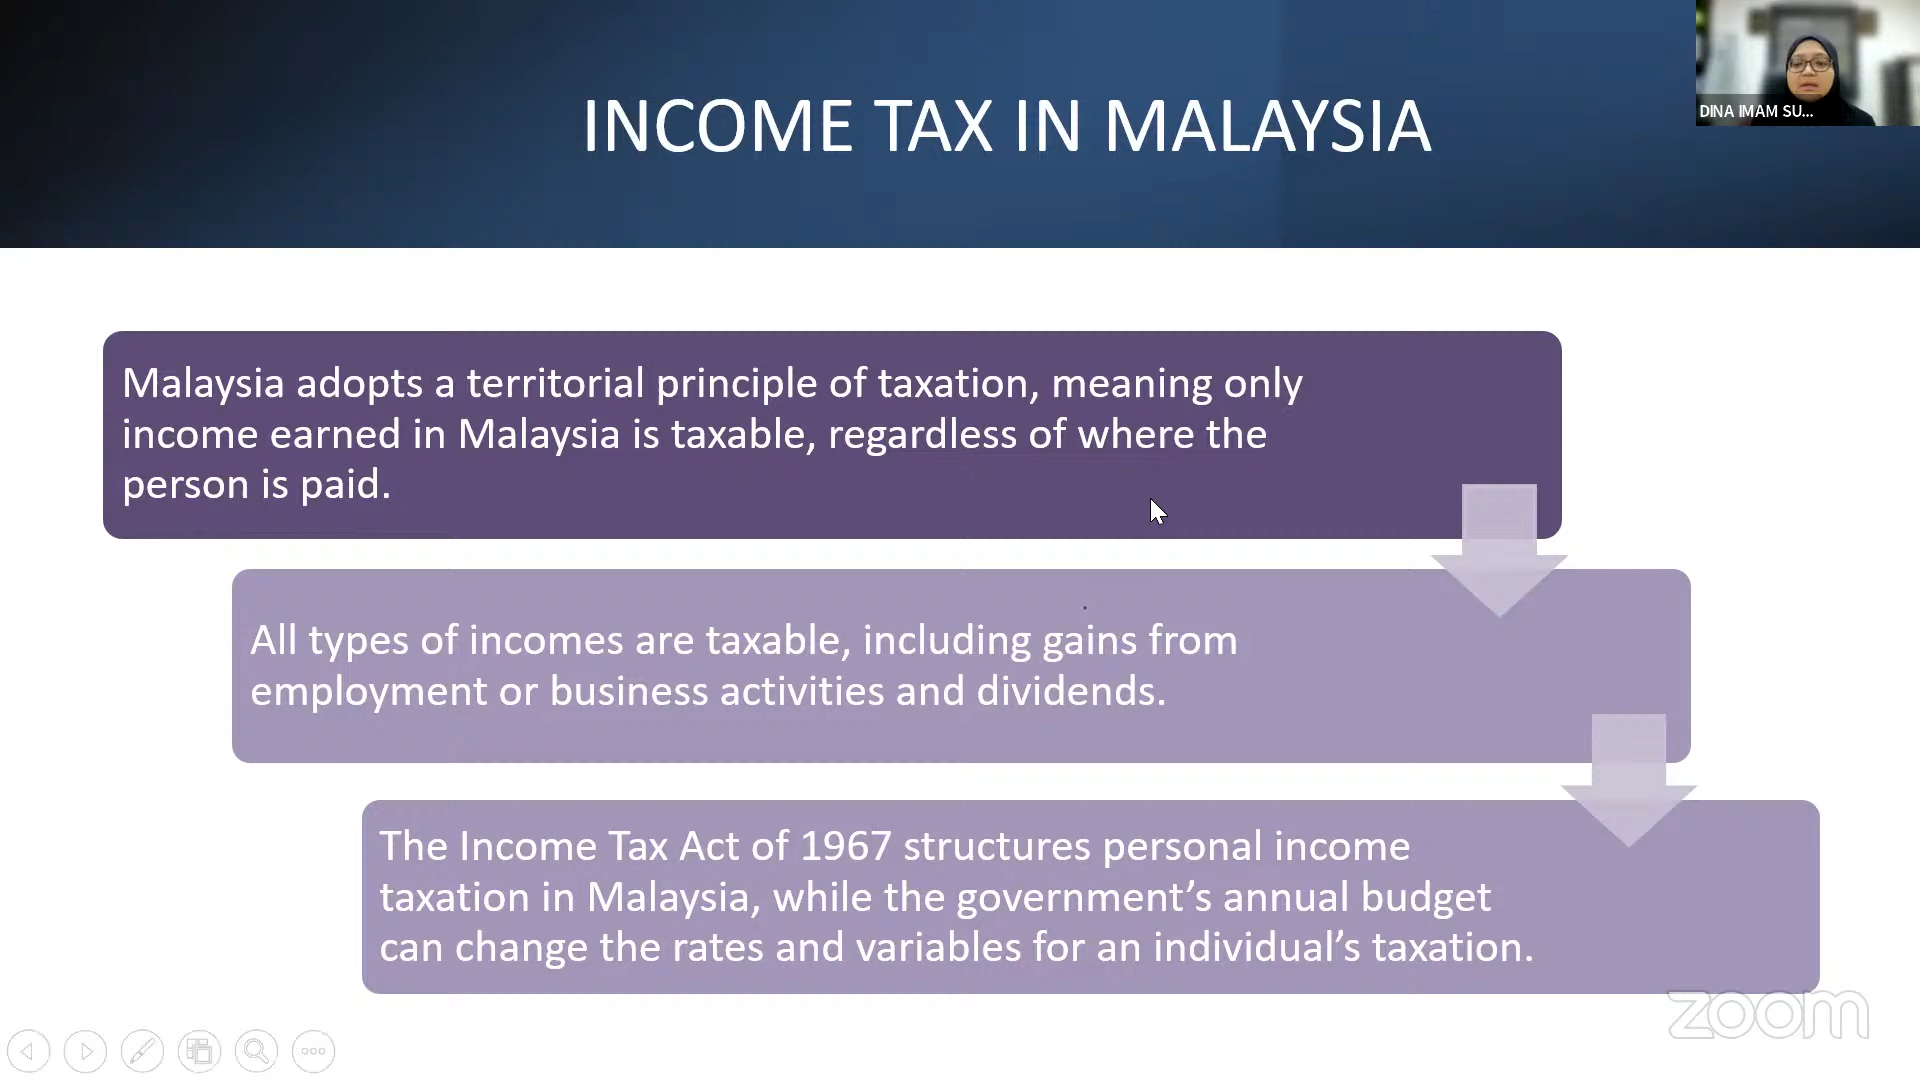 INCOME TAX IN MALAYSIA
DINA IMAM SU...
Malaysia adopts a territorial principle of taxation, meaning only
income earned in Malaysia is taxable, regardless of where the
person is paid.
All types of incomes are taxable, including gains from
employment or business activities and dividends.
The Income Tax Act of 1967 structures personal income
taxation in Malaysia, while the government’s annual budget
can change the rates and variables for an individual’s taxation.
zoom